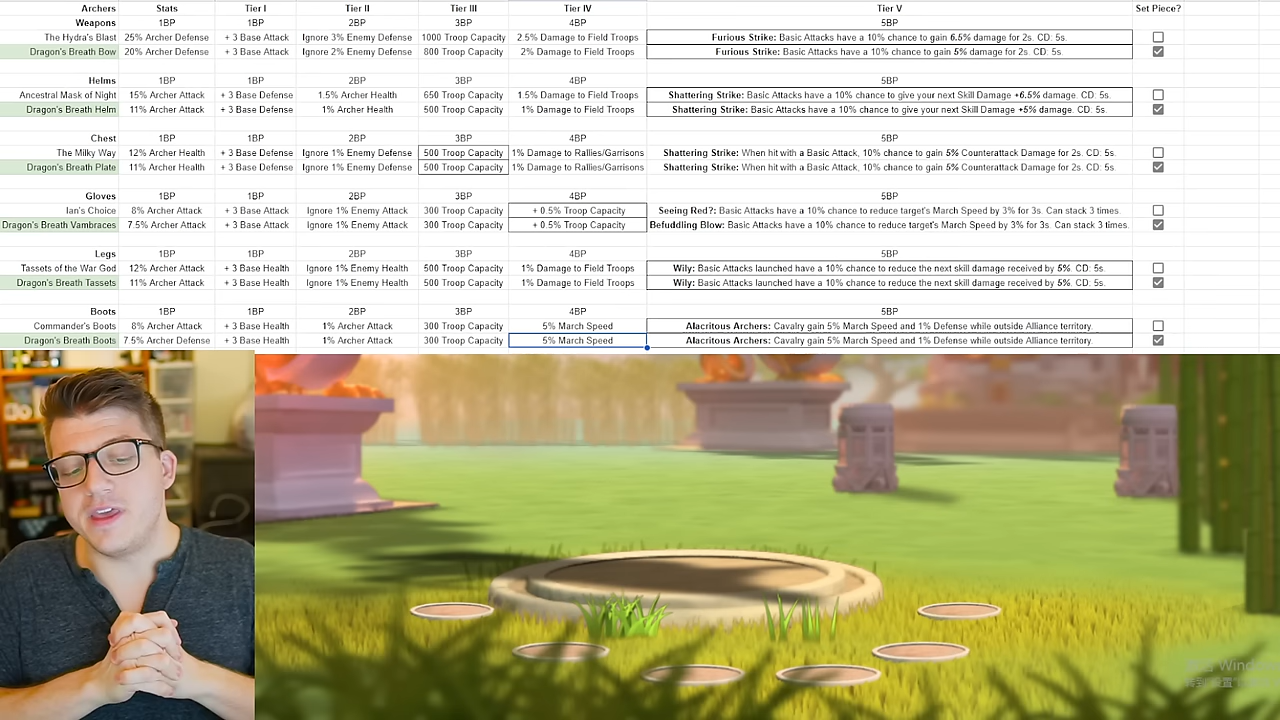 Archers Stats Tier I Tier II Tier III Tier IV Tier V Set Piece?
Weapons 1BP 1BP 2BP 3BP 4BP 5BP
The Hydra's Blast 25% Archer Defense + 3 Base Attack Ignore 3% Enemy Defense 1000 Troop Capacity 2.5% Damage to Field Troops Furious Strike: Basic Attacks have a 10% chance to gain 6.5% damage for 2s. CD: 5s.
Dragon's Breath Bow 20% Archer Defense + 3 Base Attack Ignore 2% Enemy Defense 800 Troop Capacity 2% Damage to Field Troops Furious Strike: Basic Attacks have a 10% chance to gain 5% damage for 2s. CD: 5s.
Helms 1BP 1BP 2BP 3BP 4BP 5BP
Ancestral Mask of Night 15% Archer Attack + 3 Base Defense 1.5% Archer Health 650 Troop Capacity 1.5% Damage to Field Troops Shattering Strike: Basic Attacks have a 10% chance to give your next Skill Damage +6.5% damage. CD: 5s.
Dragon's Breath Helm 11% Archer Attack + 3 Base Defense 1% Archer Health 500 Troop Capacity 1% Damage to Field Troops Shattering Strike: Basic Attacks have a 10% chance to give your next Skill Damage +5% damage. CD: 5s.
Chest 1BP 1BP 2BP 3BP 4BP 5BP
The Milky Way 12% Archer Health + 3 Base Defense Ignore 1% Enemy Defense 500 Troop Capacity 1% Damage to Rallies/Garrisons Shattering Strike: When hit with a Basic Attack, 10% chance to gain 5% Counterattack Damage for 2s. CD: 5s.
Dragon's Breath Plate 11% Archer Health + 3 Base Defense Ignore 1% Enemy Defense 500 Troop Capacity 1% Damage to Rallies/Garrisons Shattering Strike: When hit with a Basic Attack, 10% chance to gain 5% Counterattack Damage for 2s. CD: 5s.
Gloves 1BP 1BP 2BP 3BP 4BP 5BP
Ian's Choice 8% Archer Attack + 3 Base Attack Ignore 1% Enemy Attack 300 Troop Capacity + 0.5% Troop Capacity Seeing Red?: Basic Attacks have a 10% chance to reduce target's March Speed by 3% for 3s. Can stack 3 times.
Dragon's Breath Vambraces 7.5% Archer Attack + 3 Base Attack Ignore 1% Enemy Attack 300 Troop Capacity + 0.5% Troop Capacity Befuddling Blow: Basic Attacks have a 10% chance to reduce target's March Speed by 3% for 3s. Can stack 3 times.
Legs 1BP 1BP 2BP 3BP 4BP 5BP
Tassets of the War God 12% Archer Attack + 3 Base Health Ignore 1% Enemy Health 500 Troop Capacity 1% Damage to Field Troops Wily: Basic Attacks launched have a 10% chance to reduce the next skill damage received by 5%. CD: 5s.
Dragon's Breath Tassets 11% Archer Attack + 3 Base Health Ignore 1% Enemy Health 500 Troop Capacity 1% Damage to Field Troops Wily: Basic Attacks launched have a 10% chance to reduce the next skill damage received by 5%. CD: 5s.
Boots 1BP 1BP 2BP 3BP 4BP 5BP
Commander's Boots 8% Archer Attack + 3 Base Health 1% Archer Attack 300 Troop Capacity 5% March Speed Alacritous Archers: Cavalry gain 5% March Speed and 1% Defense while outside Alliance territory.
Dragon's Breath Boots 7.5% Archer Defense + 3 Base Health 1% Archer Attack 300 Troop Capacity 5% March Speed Alacritous Archers: Cavalry gain 5% March Speed and 1% Defense while outside Alliance territory.